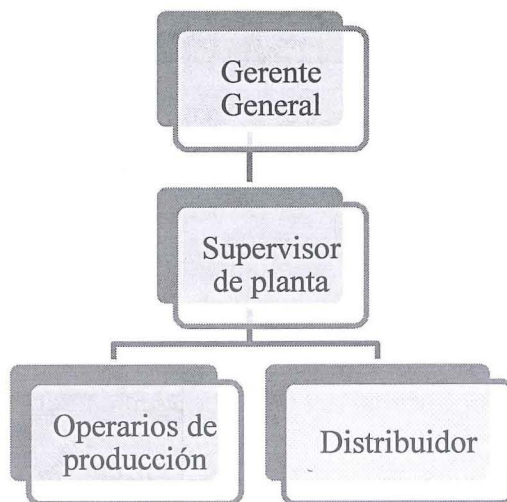 Gerente
General
Supervisor
de planta
Operarios de
producción
Distribuidor